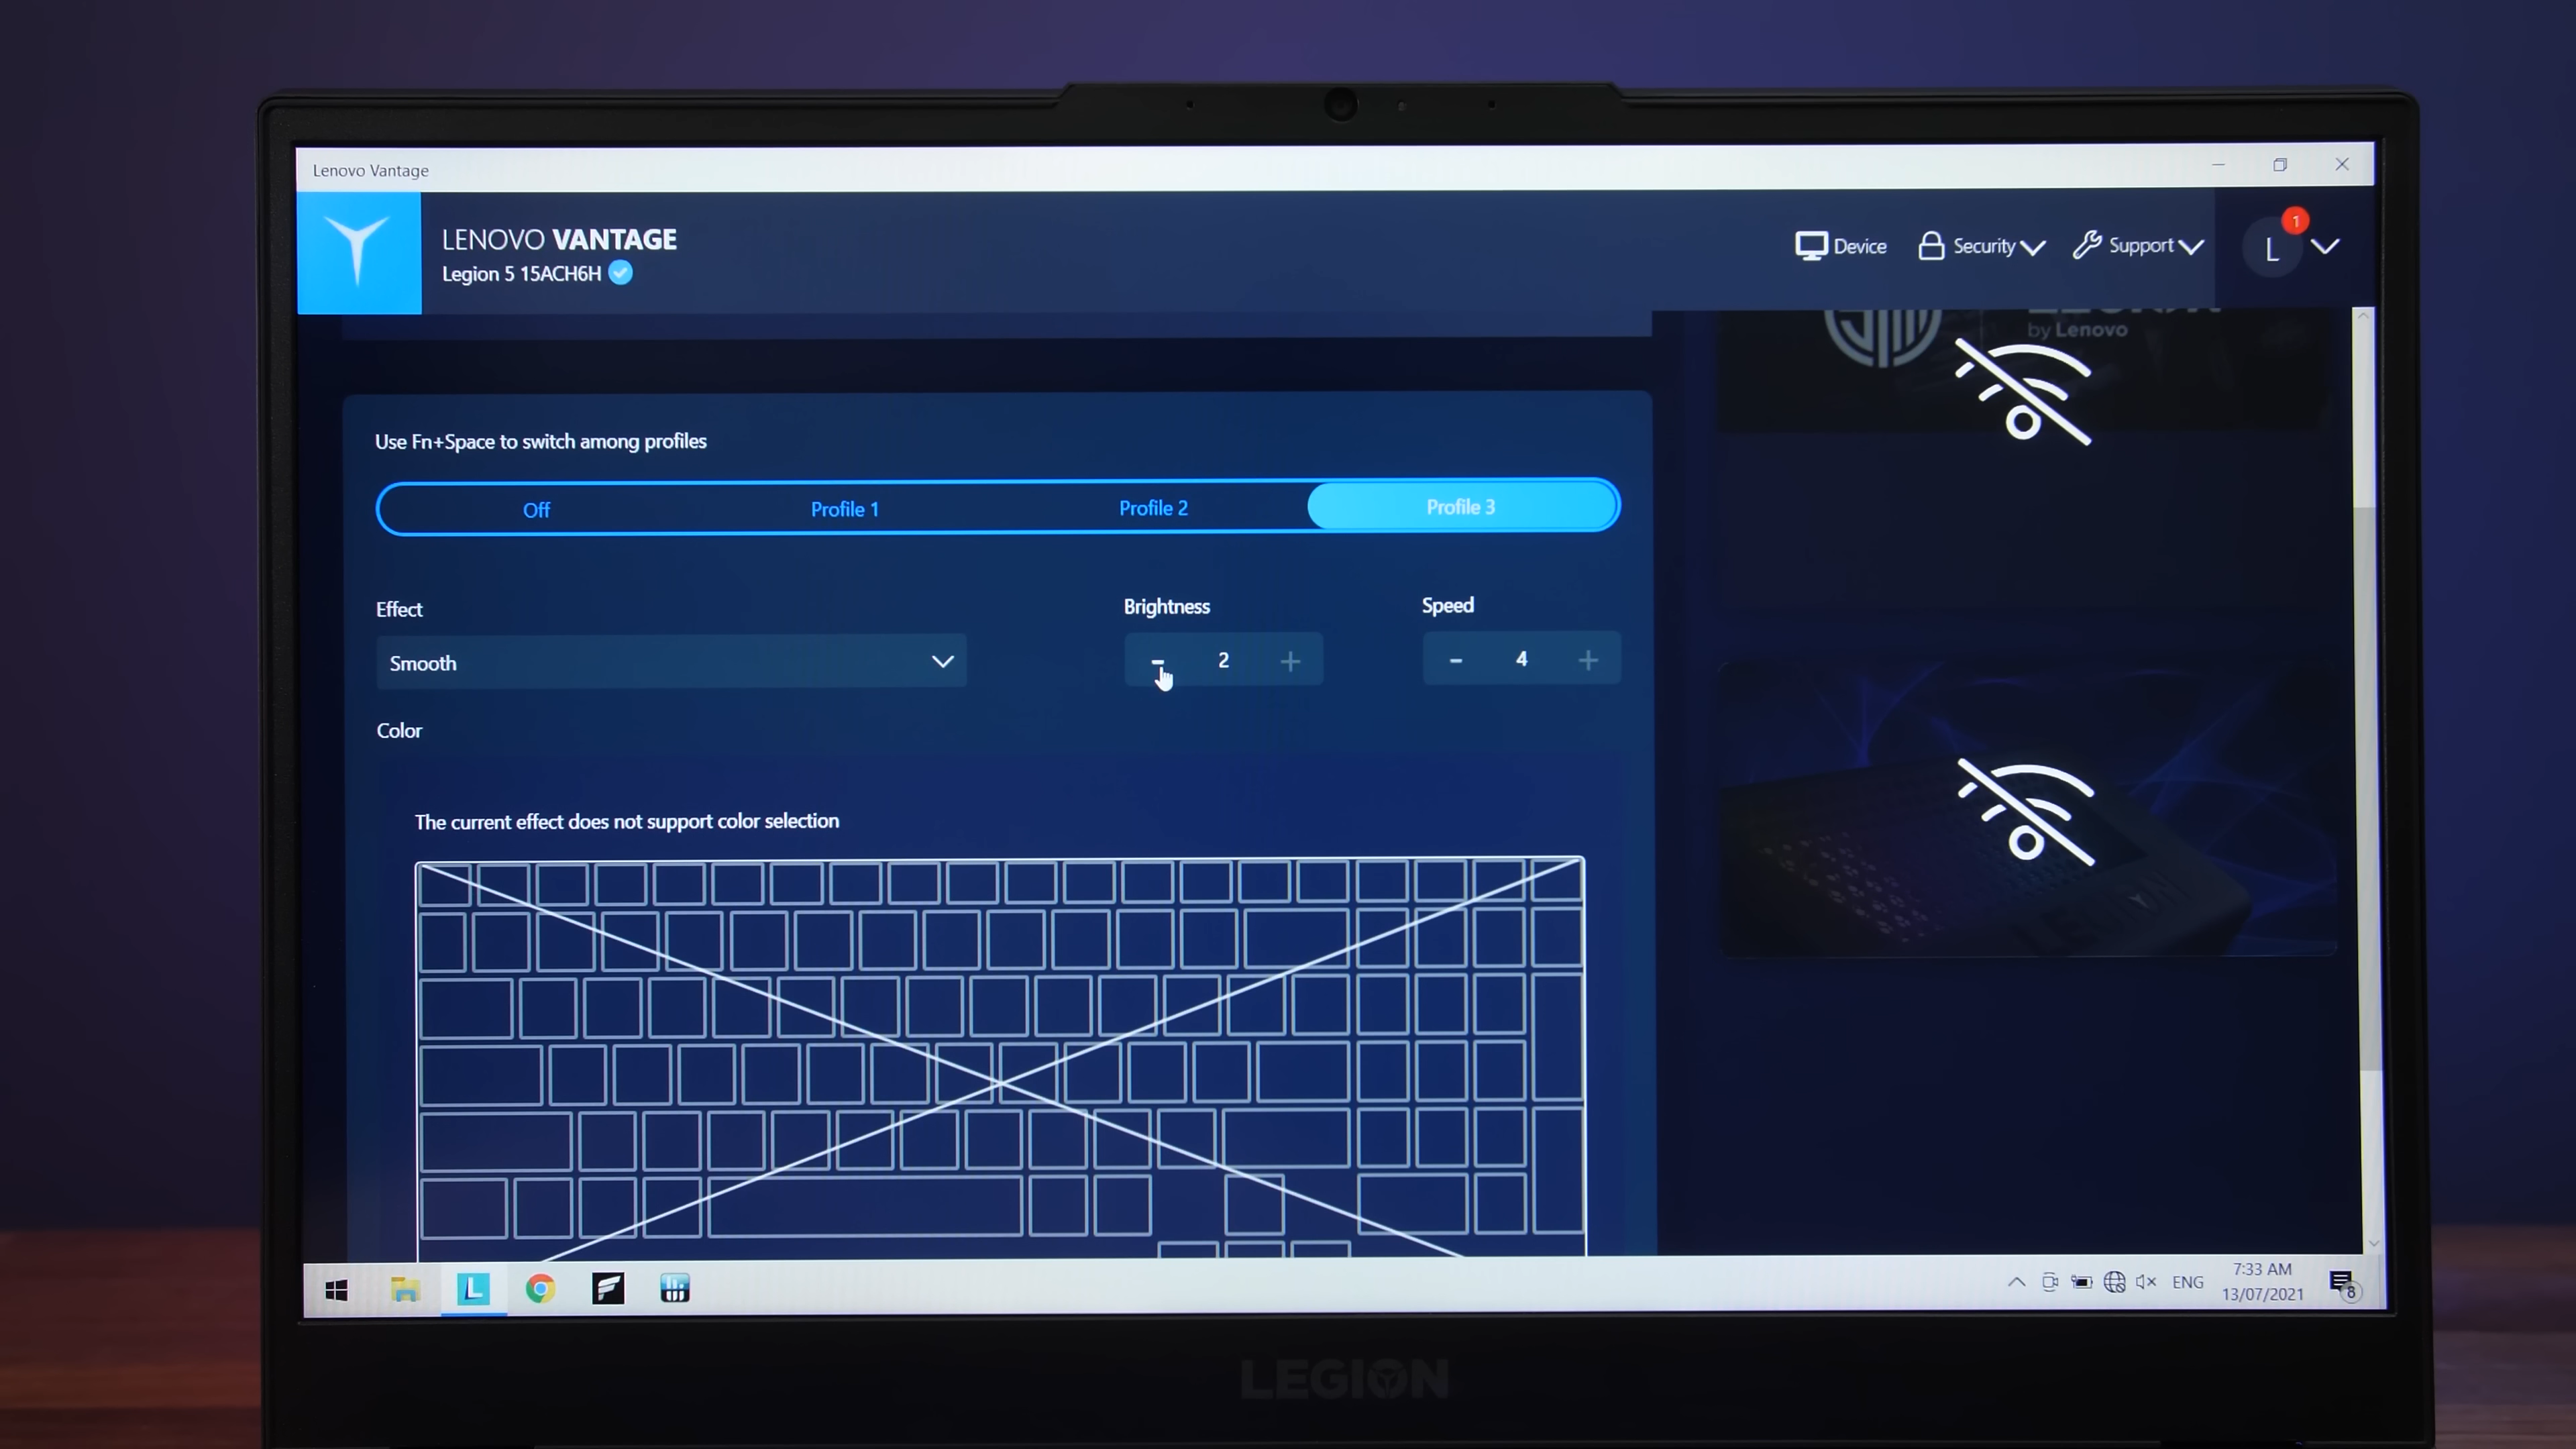 Lenovo Vantage
LENOVO VANTAGE
Legion 5 15ACH6H
Device
Security
Support
L
1
by Lenovo
Use Fn+Space to switch among profiles
Off
Profile 1
Profile 2
Profile 3
Effect
Brightness
Speed
Smooth
- 2 +
- 4 +
Color
The current effect does not support color selection
L
ENG
7:33 AM
13/07/2021
8
LEGION